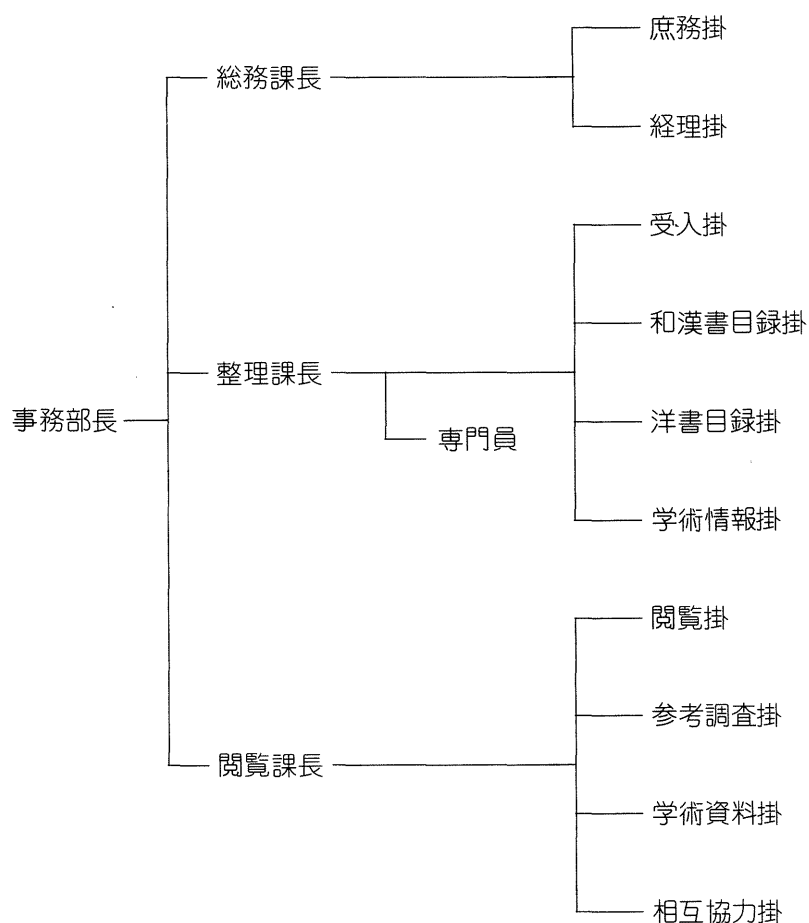 事務部長
総務課長
庶務掛
経理掛
整理課長
専門員
受入掛
和漢書目録掛
洋書目録掛
学術情報掛
閲覧課長
閲覧掛
参考調査掛
学術資料掛
相互協力掛